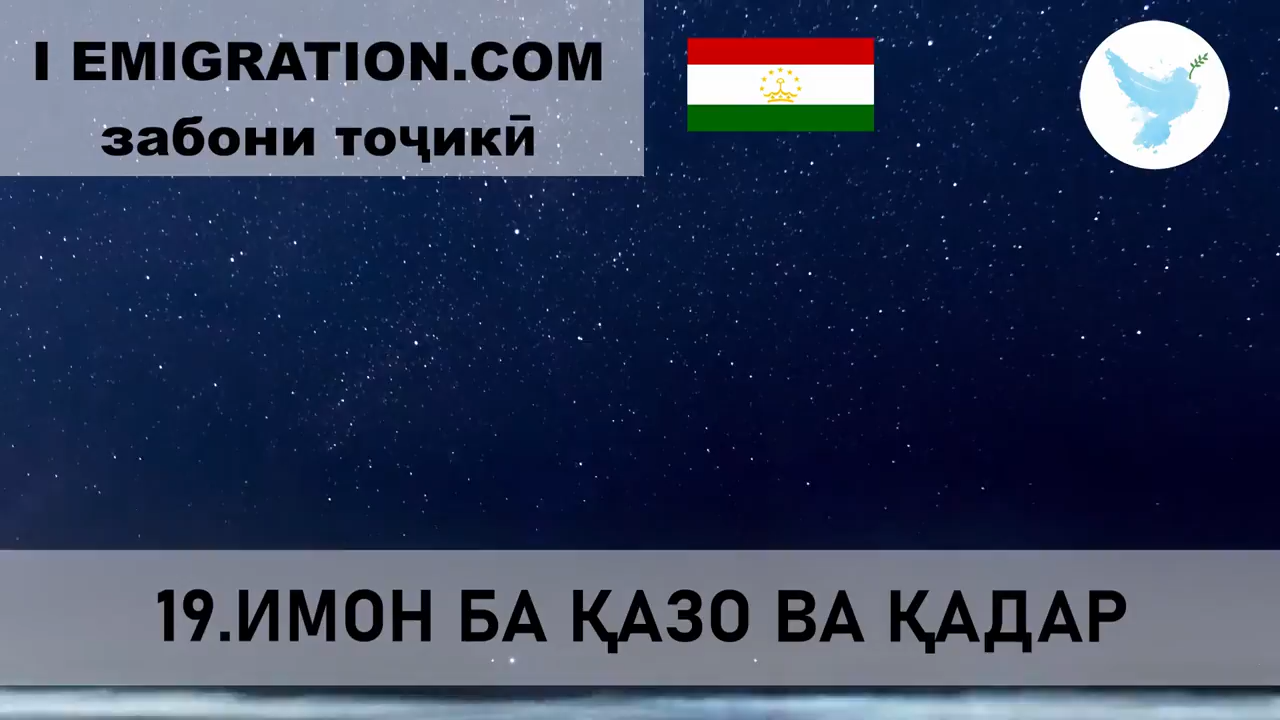 I EMIGRATION.COM
забони тоҷикӣ
19.ИМОН БА ҚАЗО ВА ҚАДАР